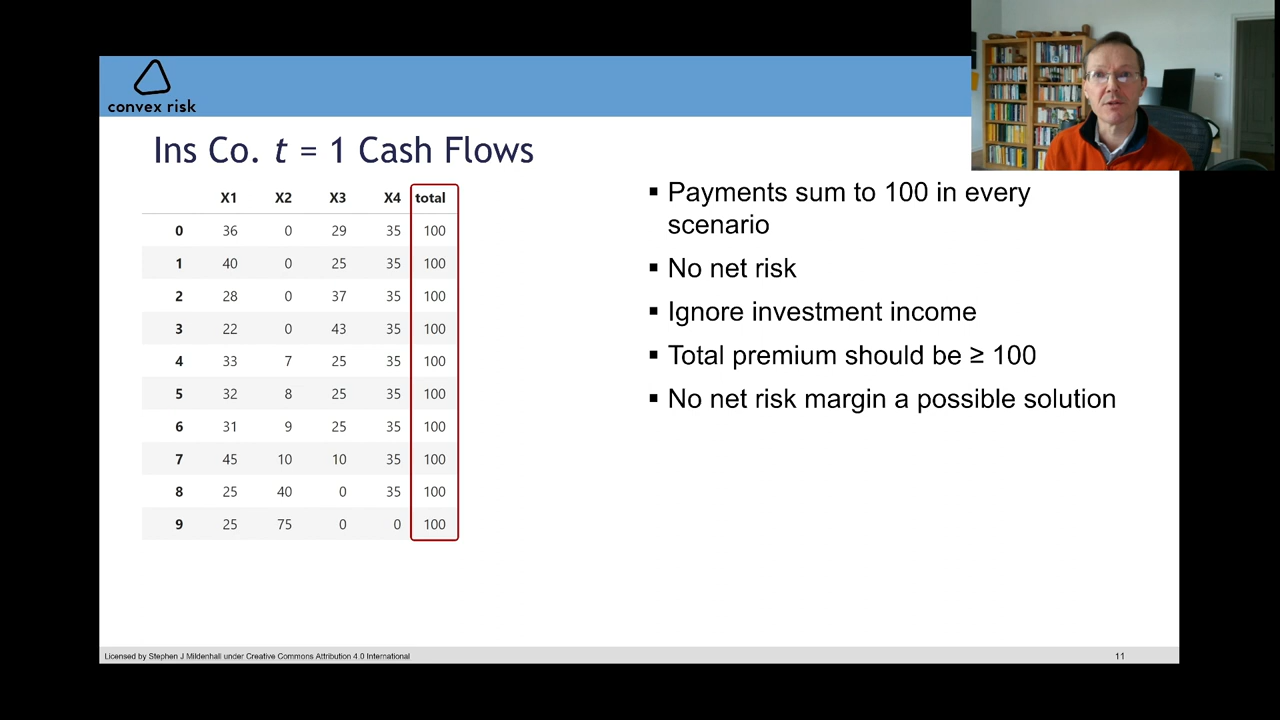 convex risk
Ins Co. t = 1 Cash Flows
X1 X2 X3 X4 total
0 36 0 29 35 100
1 40 0 25 35 100
2 28 0 37 35 100
3 22 0 43 35 100
4 33 7 25 35 100
5 32 8 25 35 100
6 31 9 25 35 100
7 45 10 10 35 100
8 25 40 0 35 100
9 25 75 0 0 100
▪ Payments sum to 100 in every
scenario
▪ No net risk
▪ Ignore investment income
▪ Total premium should be ≥ 100
▪ No net risk margin a possible solution
Licensed by Stephen J Mildenhall under Creative Commons Attribution 4.0 International
11